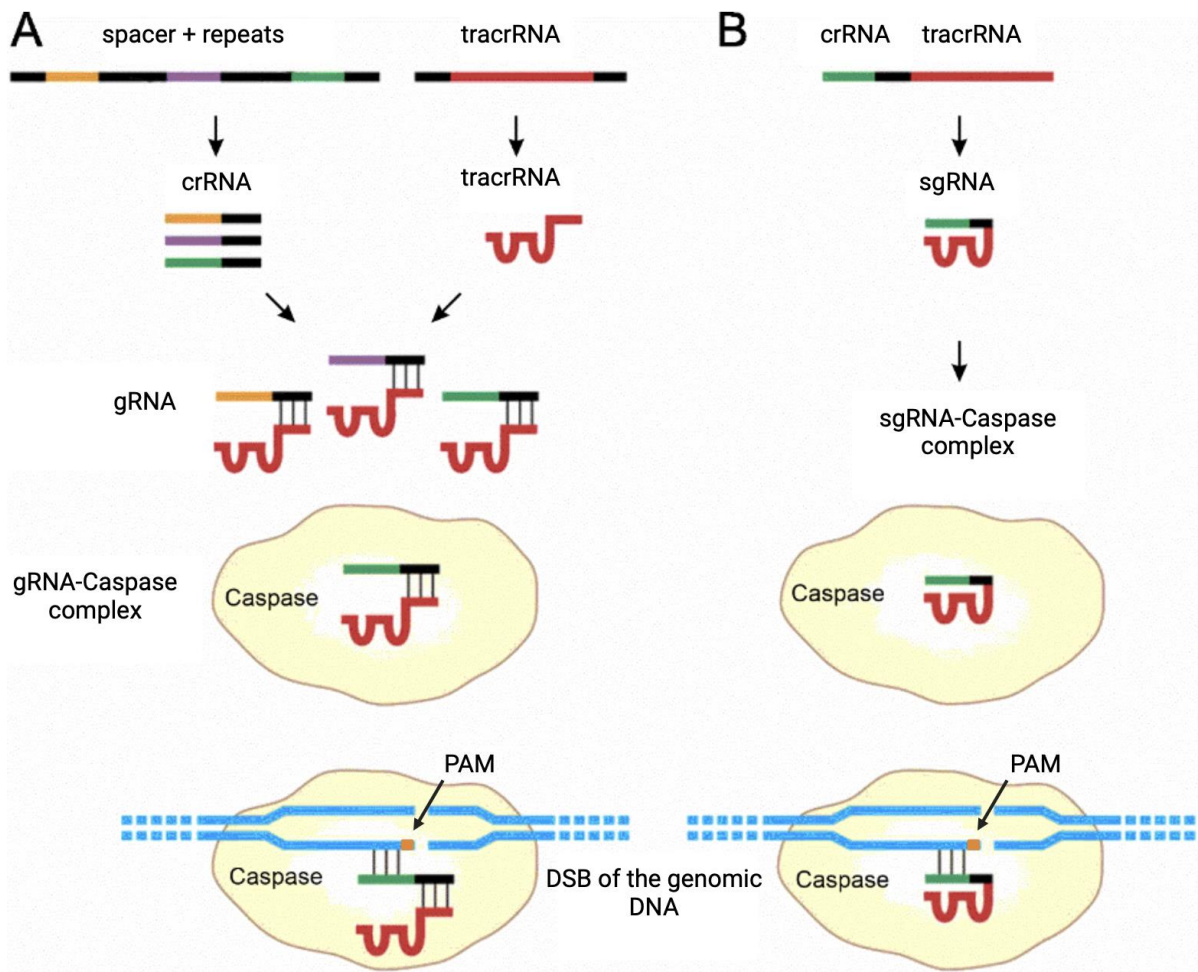 A
spacer + repeats
tracrRNA
crRNA
tracrRNA
gRNA
gRNA-Caspase
complex
Caspase
PAM
Caspase
DSB of the genomic
DNA
B
crRNA
tracrRNA
sgRNA
sgRNA-Caspase
complex
Caspase
PAM
Caspase